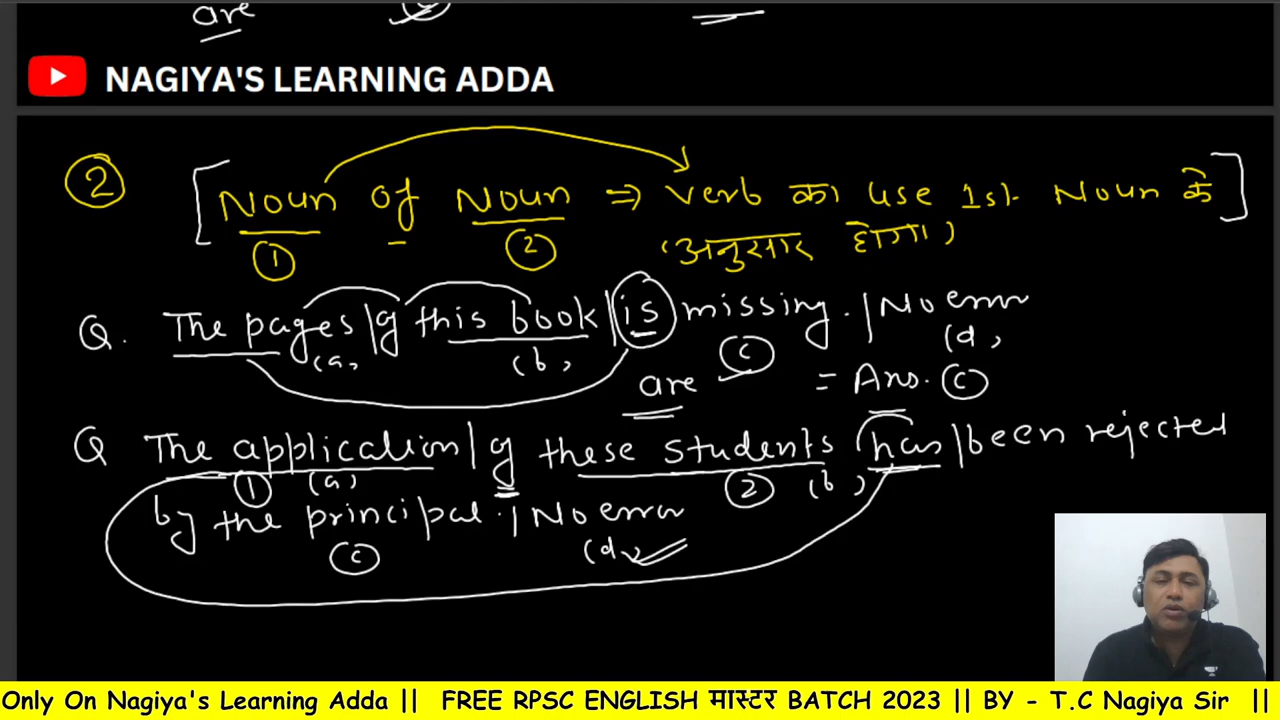 are
NAGIYA'S LEARNING ADDA
② [Noun of Noun ⇒ Verb का use 1st Noun के]
① ② (अनुसार होगा)
Q. The pages | of this book | is missing. | No error
(a) (b) (c) (d)
are = Ans. (c)
Q The application | of these students has | been rejected
① (a) ② (b)
by the principal. | No error
(c) (d)
Only On Nagiya's Learning Adda || FREE RPSC ENGLISH मास्टर BATCH 2023 || BY - T.C Nagiya Sir ||